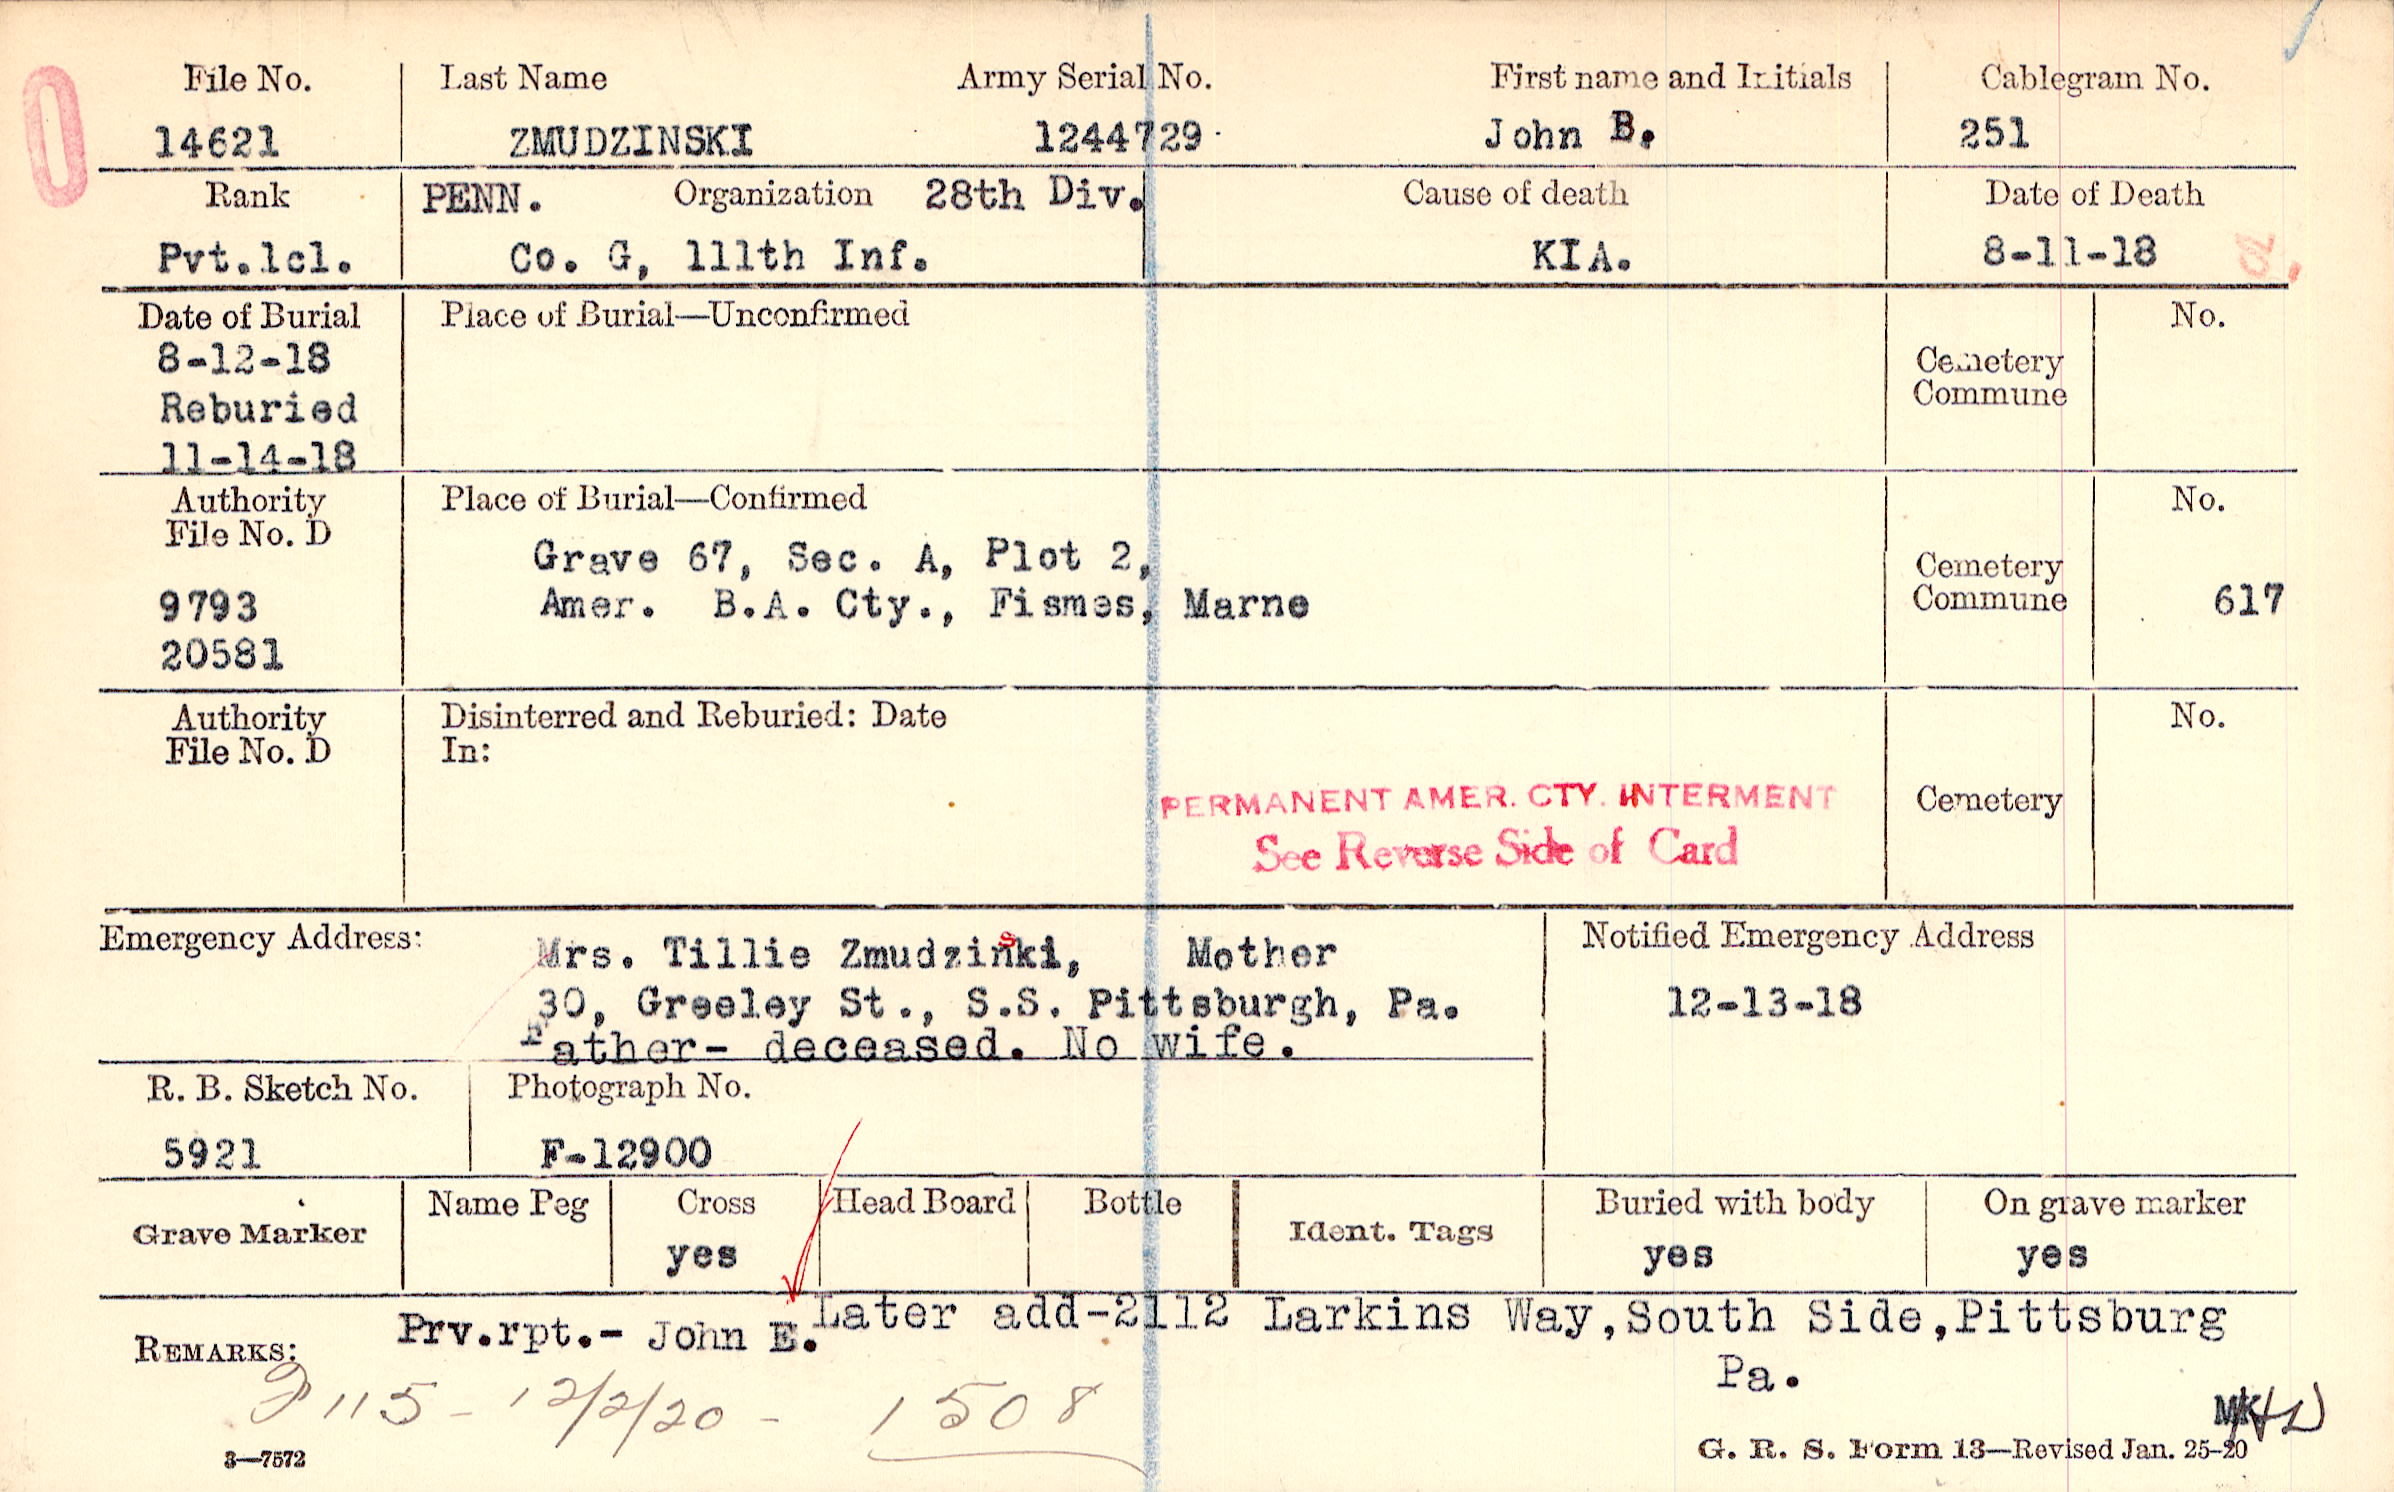 File No. Last Name Army Serial No. First name and Initials Cablegram No.
14621 ZMUDZINSKI 1244729 John B. 251
Rank PENN. Organization 28th Div. Cause of death Date of Death
Pvt.1cl. Co. G, 111th Inf. KIA. 8-11-18
Date of Burial Place of Burial—Unconfirmed No.
8-12-18
Cemetery
Commune
Reburied
11-14-18
Authority Place of Burial—Confirmed No.
File No. D
Grave 67, Sec. A, Plot 2,
Cemetery
Commune
9793 Amer. B.A. Cty., Fismes, Marne 617
20581
Authority Disinterred and Reburied: Date No.
File No. D In:
PERMANENT AMER. CTY. INTERMENT Cemetery
See Reverse Side of Card
Emergency Address: Mrs. Tillie Zmudzinski, Mother Notified Emergency Address
30, Greeley St., S.S. Pittsburgh, Pa. 12-13-18
Father- deceased. No wife.
R. B. Sketch No. Photograph No.
5921 F-12900
Grave Marker Name Peg Cross Head Board Bottle Ident. Tags Buried with body On grave marker
yes yes yes
Later add-2112 Larkins Way,South Side,Pittsburg
REMARKS: Prv.rpt.- John E.
Pa.
115 - 12/2/20 - 1508
3—7572 G. R. S. Form 13—Revised Jan. 25-20